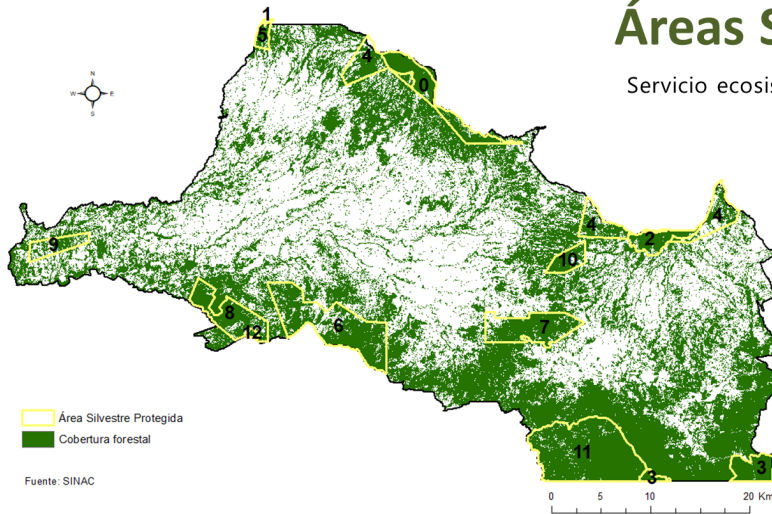 Áreas S
Servicio ecosis
1
5
4
0
N
W E
S
4
4
2
9
10
8
12
6
7
11
3
3
Área Silvestre Protegida
Cobertura forestal
Fuente: SINAC
0 5 10 20 Km